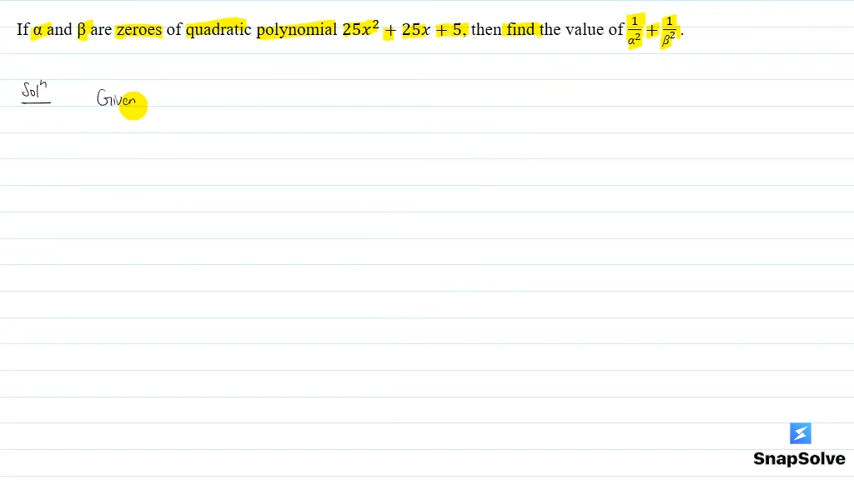 If α and β are zeroes of quadratic polynomial 25x² + 25x + 5, then find the value of 1/α² + 1/β².
Solⁿ Given
SnapSolve